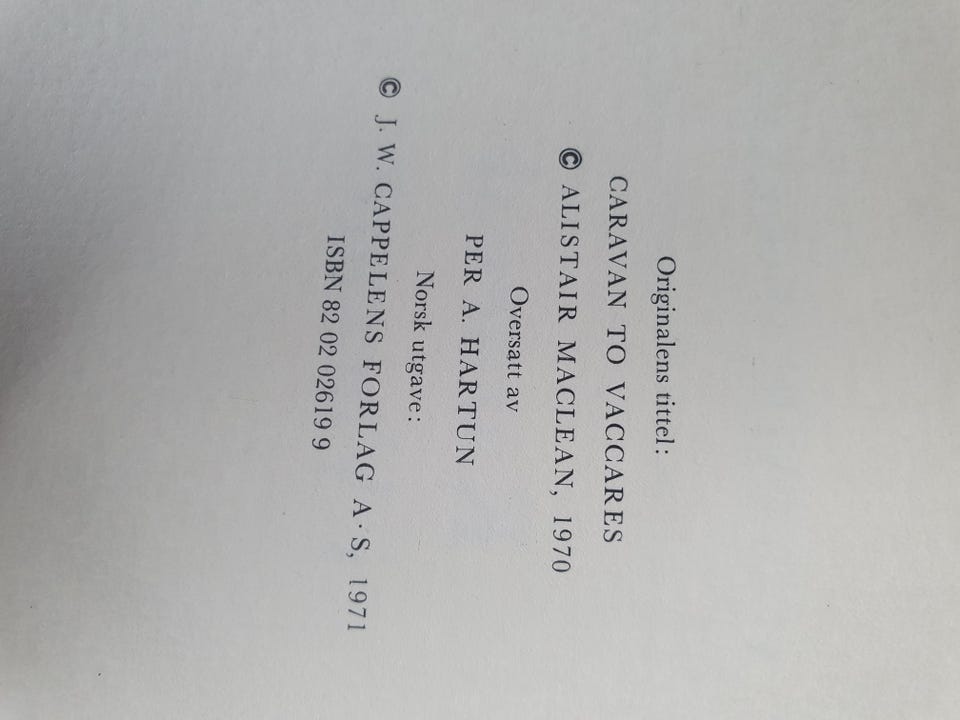 Originalens tittel:
CARAVAN TO VACCARES
© ALISTAIR MACLEAN, 1970
Oversatt av
PER A. HARTUN
Norsk utgave:
© J. W. CAPPELENS FORLAG A·S, 1971
ISBN 82 02 02619 9